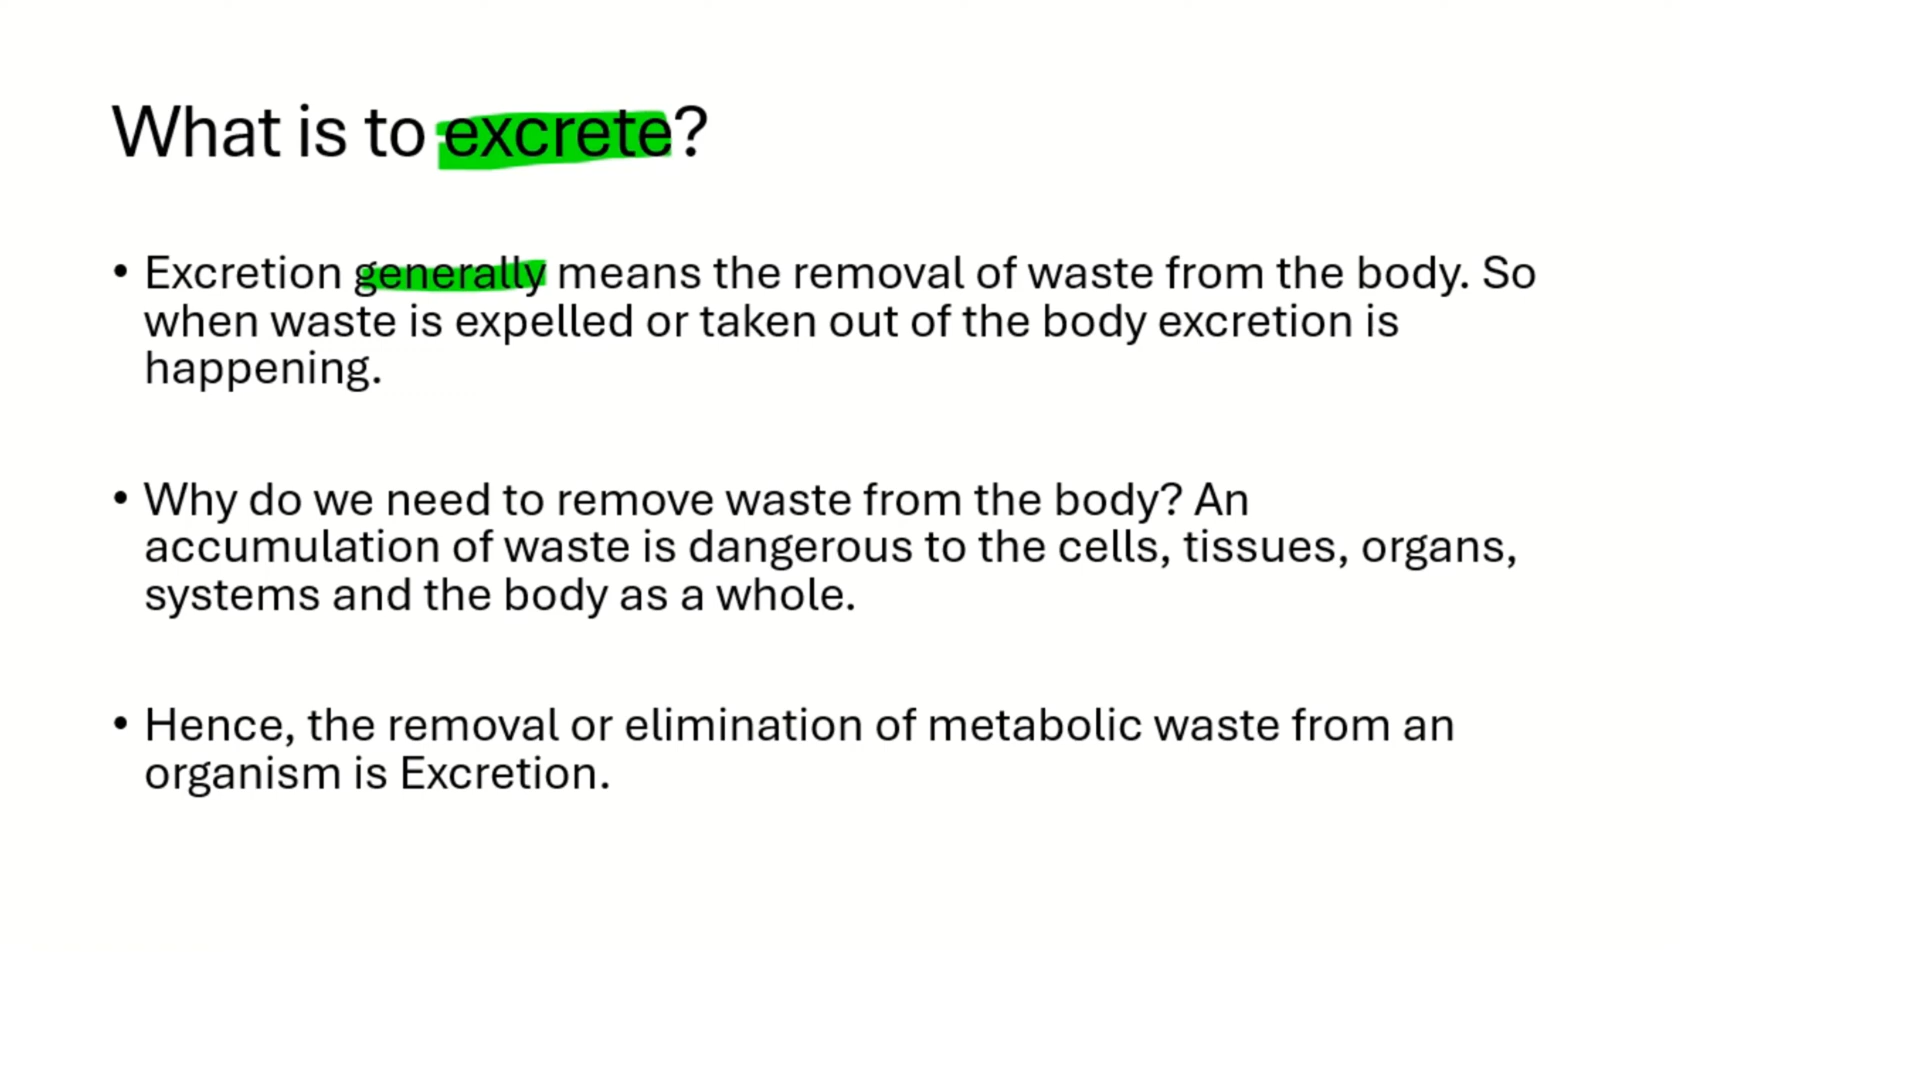 What is to excrete?
• Excretion generally means the removal of waste from the body. So
when waste is expelled or taken out of the body excretion is
happening.
• Why do we need to remove waste from the body? An
accumulation of waste is dangerous to the cells, tissues, organs,
systems and the body as a whole.
• Hence, the removal or elimination of metabolic waste from an
organism is Excretion.